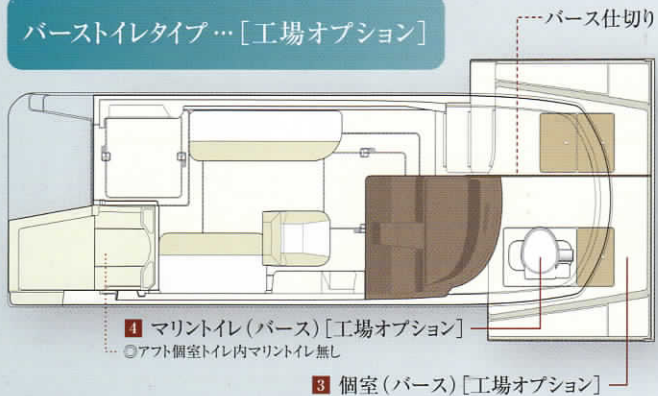 バーストイレタイプ…[工場オプション]
バース仕切り
4 マリントイレ(バース)[工場オプション]
◎アフト個室トイレ内マリントイレ無し
3 個室(バース)[工場オプション]